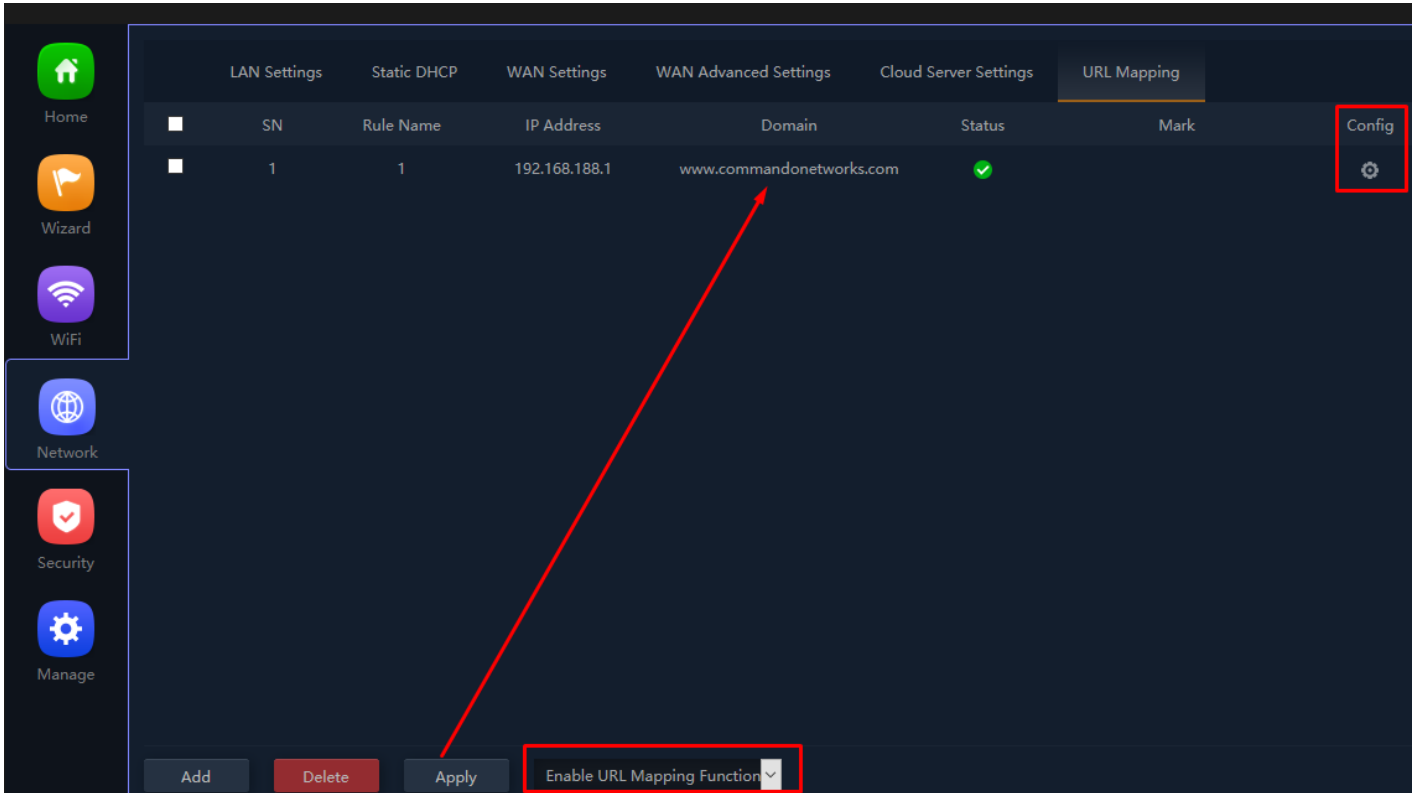 LAN Settings Static DHCP WAN Settings WAN Advanced Settings Cloud Server Settings URL Mapping
Home
SN Rule Name IP Address Domain Status Mark Config
1 1 192.168.188.1 www.commandonetworks.com
Wizard
WiFi
Network
Security
Manage
Add Delete Apply Enable URL Mapping Function